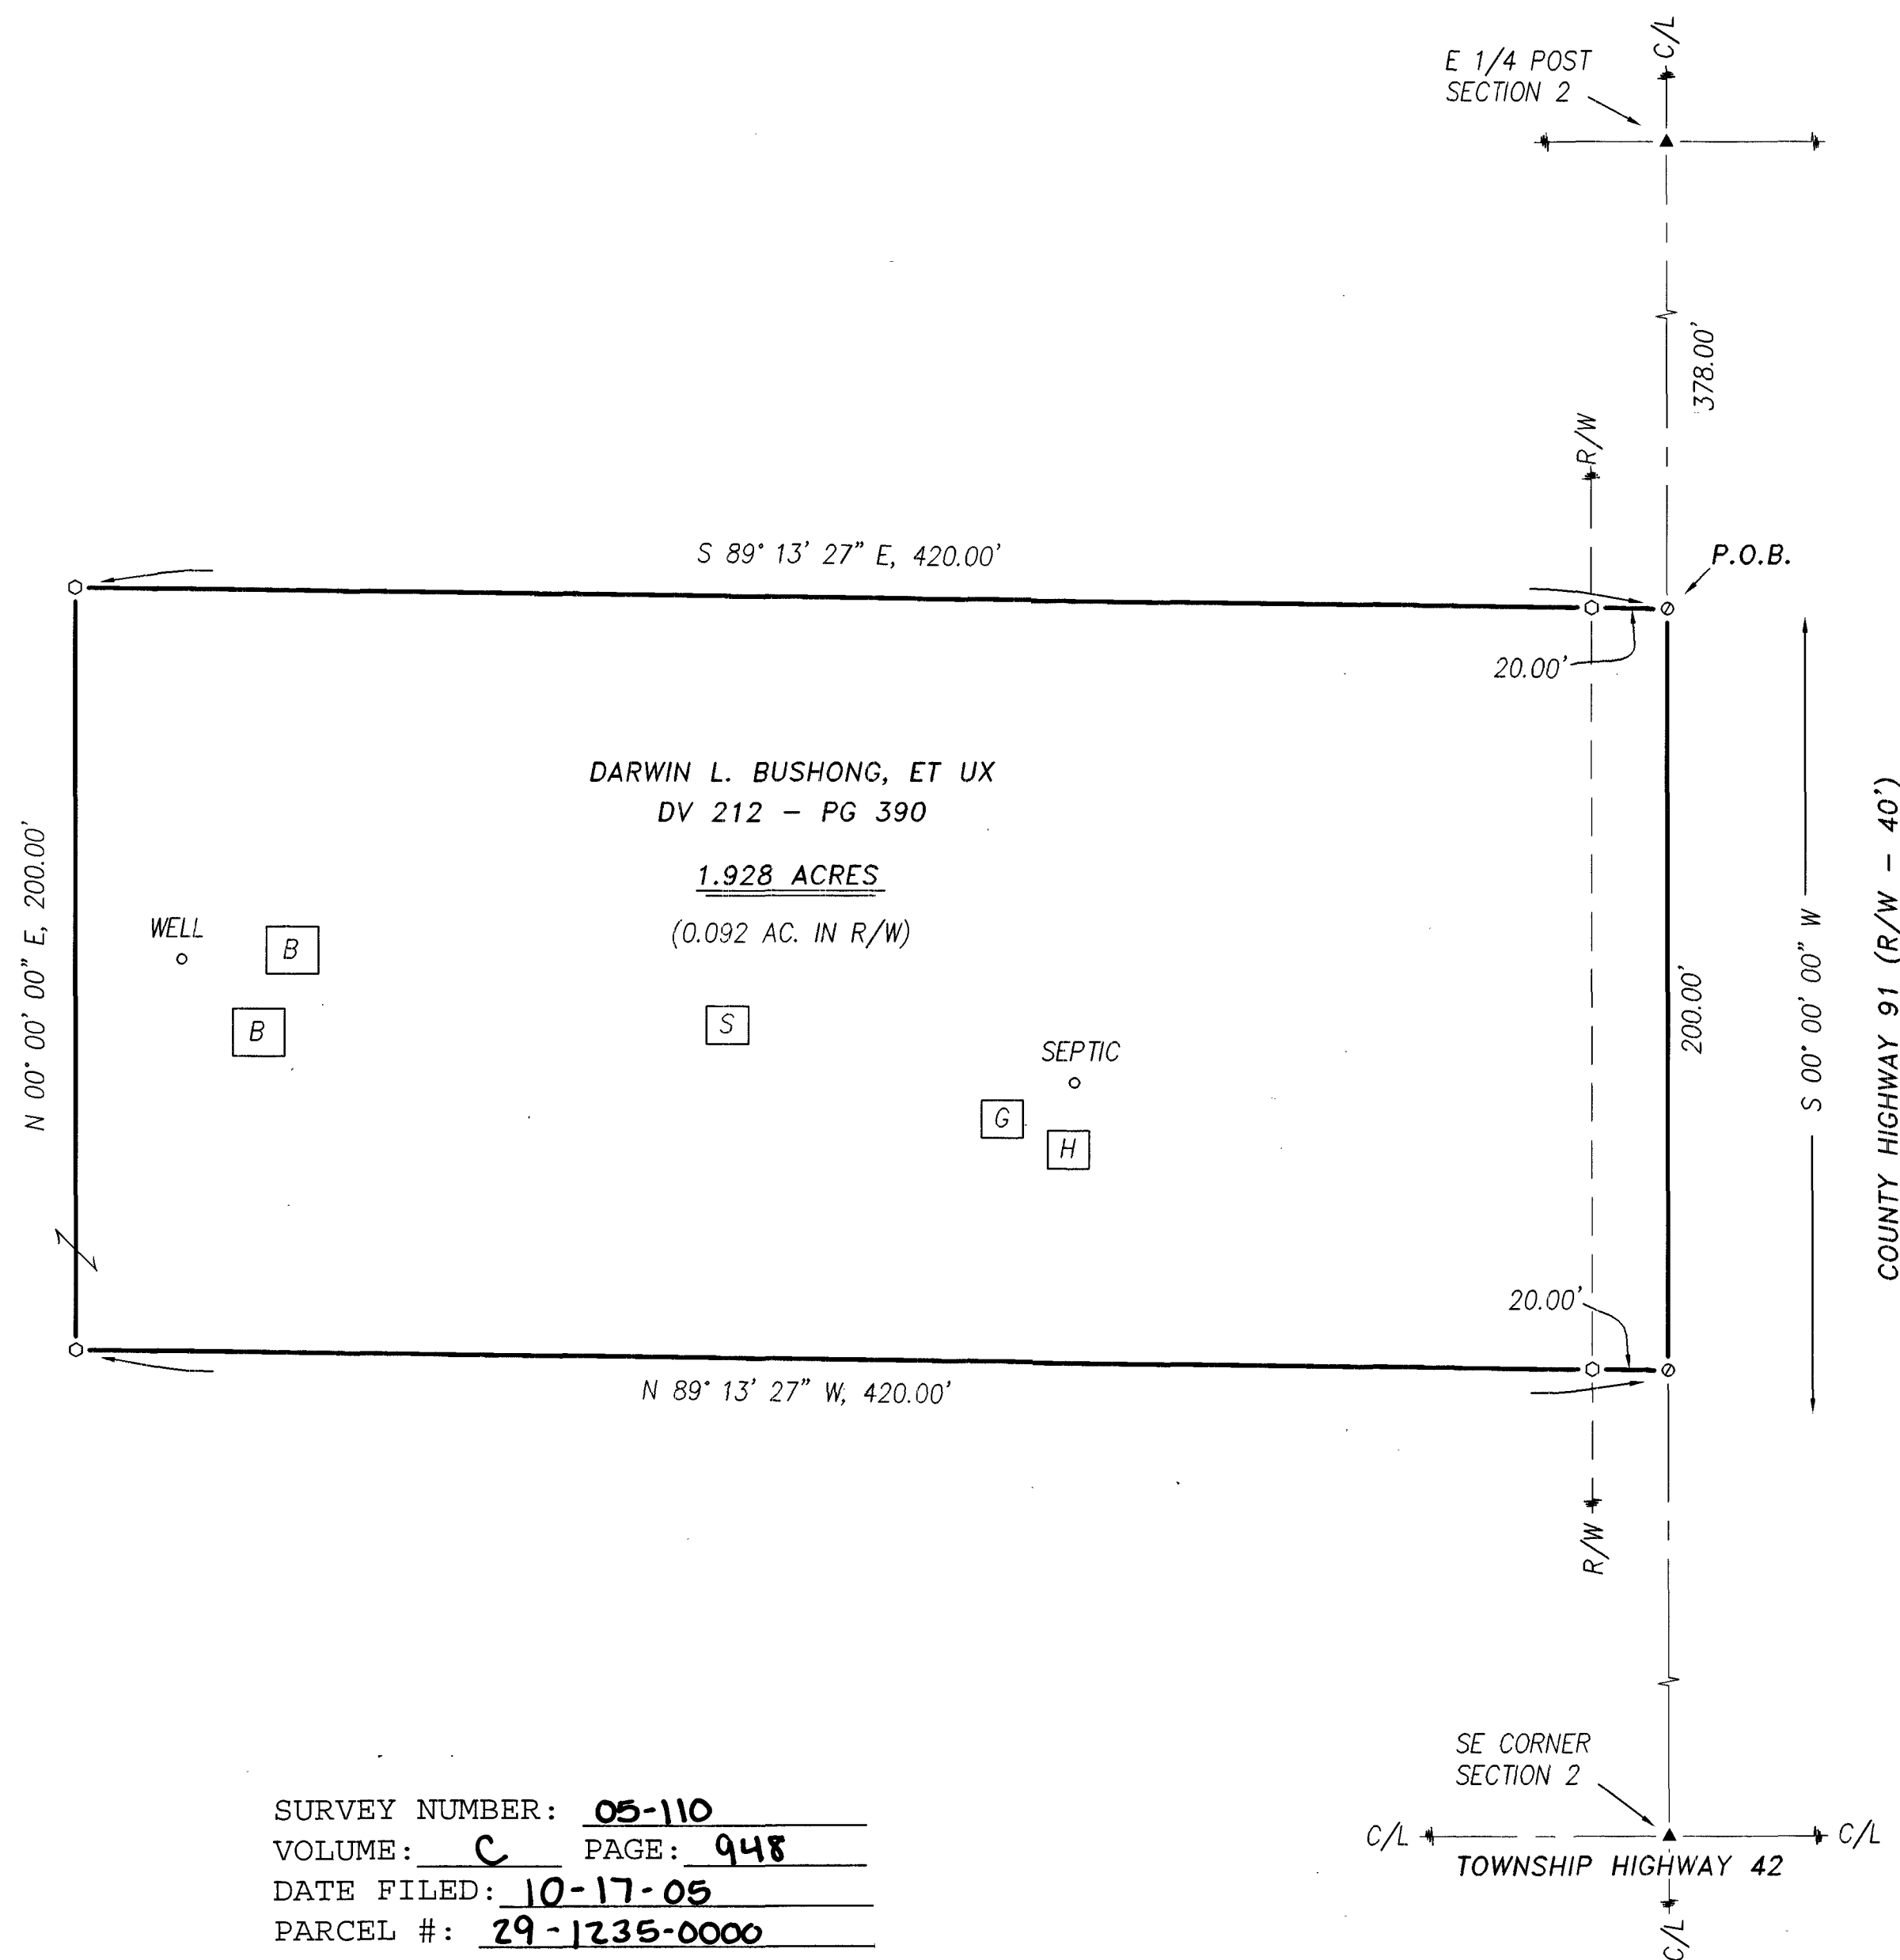 C/L
E 1/4 POST
SECTION 2
378.00'
R/W
S 89° 13' 27" E, 420.00'
P.O.B.
20.00'
DARWIN L. BUSHONG, ET UX
DV 212 - PG 390
1.928 ACRES
(0.092 AC. IN R/W)
N 00° 00' 00" E, 200.00'
WELL
B
B
S
SEPTIC
G
H
200.00'
S 00° 00' 00" W
COUNTY HIGHWAY 91 (R/W - 40')
20.00'
N 89° 13' 27" W, 420.00'
R/W
SE CORNER
SECTION 2
C/L
C/L
TOWNSHIP HIGHWAY 42
C/L
SURVEY NUMBER: 05-110
VOLUME: C PAGE: 948
DATE FILED: 10-17-05
PARCEL #: 29-1235-0000